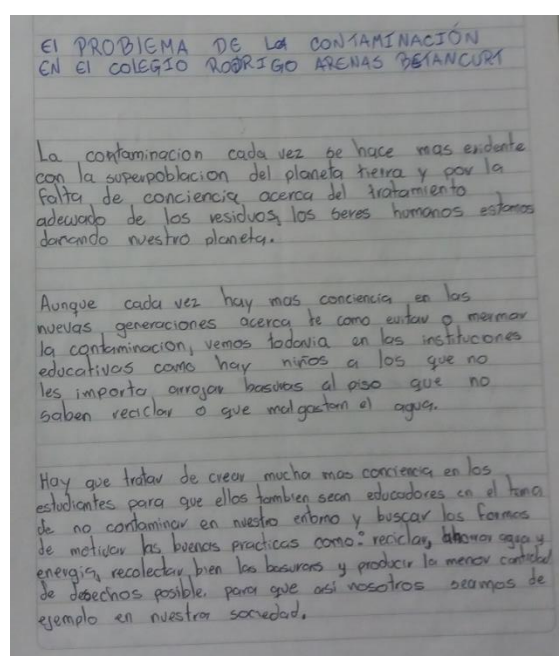 El PROBlEMA DE LA CONTAMINACIÓN
EN El COLEGIO RODRIGO ARENAS BETANCURT
La contaminacion cada vez se hace mas evidente
con la superpoblacion del planeta tierra y por la
falta de conciencia acerca del tratamiento
adecuado de los residuos, los seres humanos estamos
danando nuestro planeta.
Aunque cada vez hay mas conciencia en las
nuevas generaciones acerca te como evitar o mermar
la contaminacion, vemos todavia en las instituciones
educativas como hay niños a los que no
les importa arrojar basuras al piso que no
saben reciclar o que malgastam el agua.
Hay que tratar de crear mucha mas conciencia en los
estudiantes para que ellos tambien sean educadores en el tema
de no contaminar en nuestro entorno y buscar las formas
de motivar las buenas practicas como: reciclar, ahorrar agua y
energia, recolectar bien las basuras y producir la menor cantidad
de desechos posible. para que asi nosotros seamos de
ejemplo en nuestra sociedad.